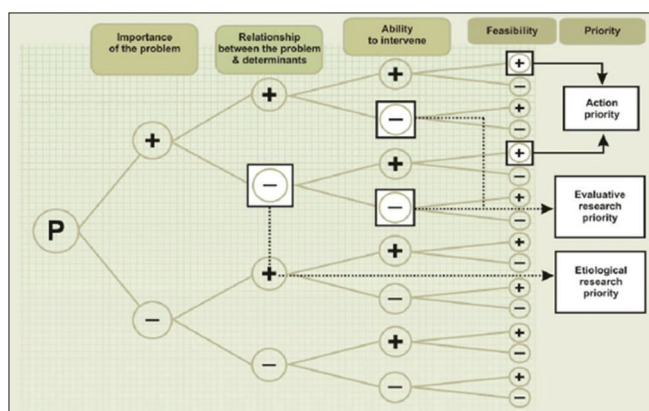 Importance
of the problem
Relationship
between the problem
& determinants
Ability
to intervene
Feasibility
Priority
P
+
−
+
−
+
−
+
−
+
−
+
−
+
−
+
−
+
−
+
−
+
−
+
−
+
−
+
−
+
−
Action
priority
Evaluative
research
priority
Etiological
research
priority